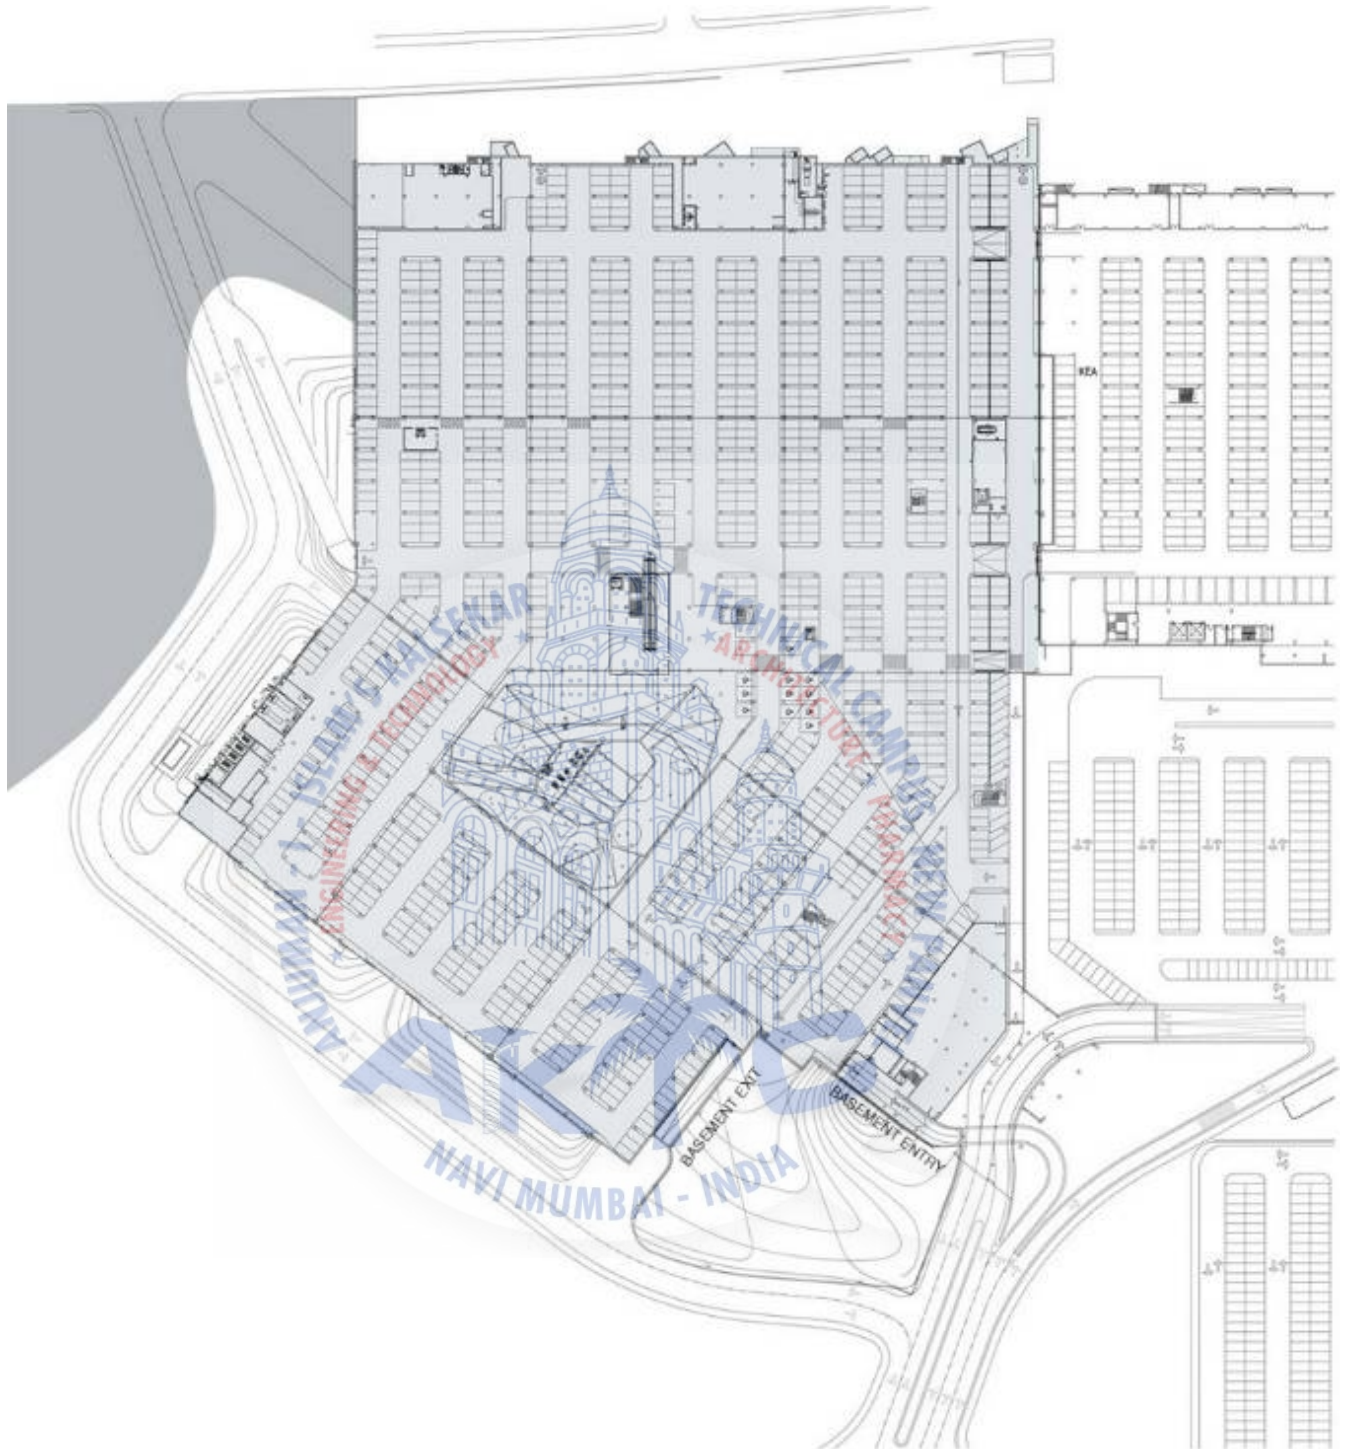 KEA
ANJUMAN-I-ISLAM'S KALSEKAR TECHNICAL CAMPUS NEW PANVEL
ENGINEERING & TECHNOLOGY ★ ARCHITECTURE ★ PHARMACY ★
AKTC
BASEMENT EXIT
BASEMENT ENTRY
NAVI MUMBAI - INDIA